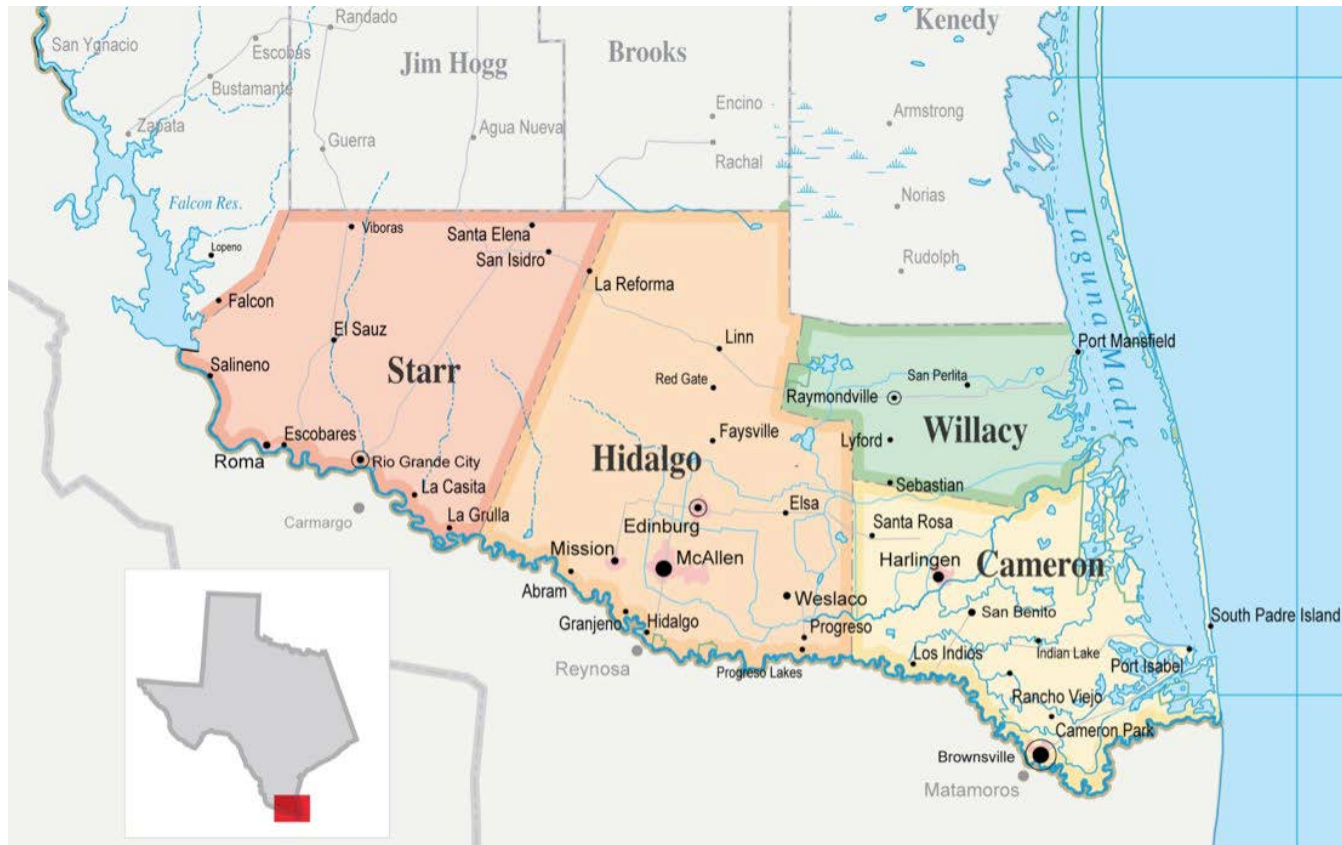 Randado
Kenedy
San Ygnacio
Escobas
Brooks
Jim Hogg
Bustamante
Encino
Armstrong
Zapata
Agua Nueva
Guerra
Rachal
Norias
Falcon Res.
Laguna Madre
Viboras
Santa Elena
Lopeno
San Isidro
Rudolph
La Reforma
Falcon
El Sauz
Linn
Port Mansfield
Salineno
Starr
Red Gate
San Perlita
Raymondville
Escobares
Faysville
Lyford
Willacy
Roma
Rio Grande City
Hidalgo
La Casita
Sebastian
Carmargo
La Grulla
Edinburg
Elsa
Santa Rosa
Mission
McAllen
Harlingen
Cameron
Abram
Weslaco
San Benito
South Padre Island
Granjeno
Hidalgo
Progreso
Los Indios
Indian Lake
Port Isabel
Reynosa
Progreso Lakes
Rancho Viejo
Cameron Park
Brownsville
Matamoros